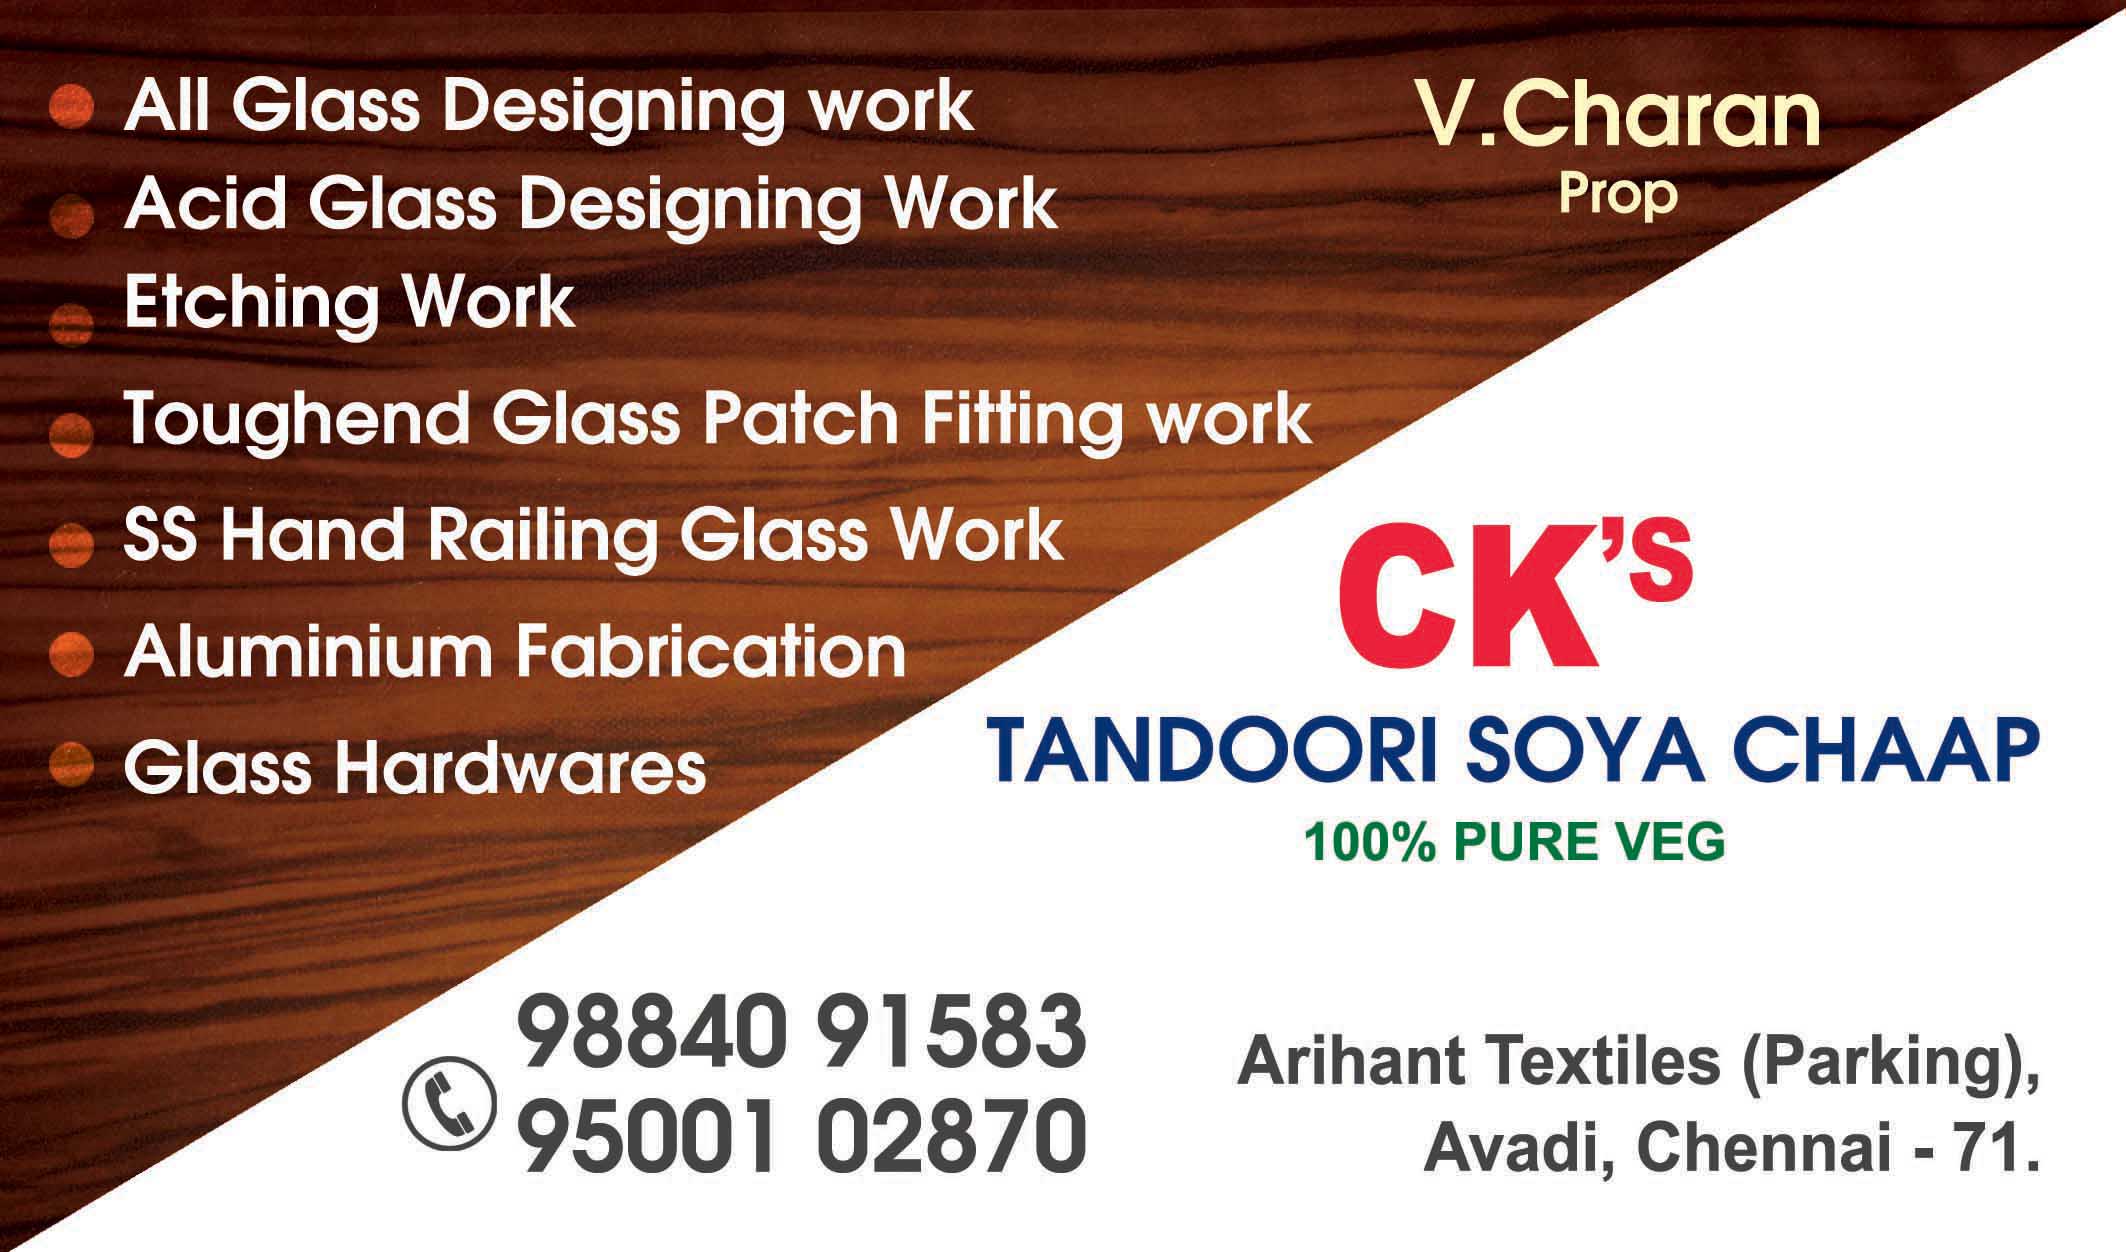 All Glass Designing work
Acid Glass Designing Work
Etching Work
Toughend Glass Patch Fitting work
SS Hand Railing Glass Work
Aluminium Fabrication
Glass Hardwares
V.Charan
Prop
CK'S
TANDOORI SOYA CHAAP
100% PURE VEG
98840 91583
95001 02870
Arihant Textiles (Parking),
Avadi, Chennai - 71.